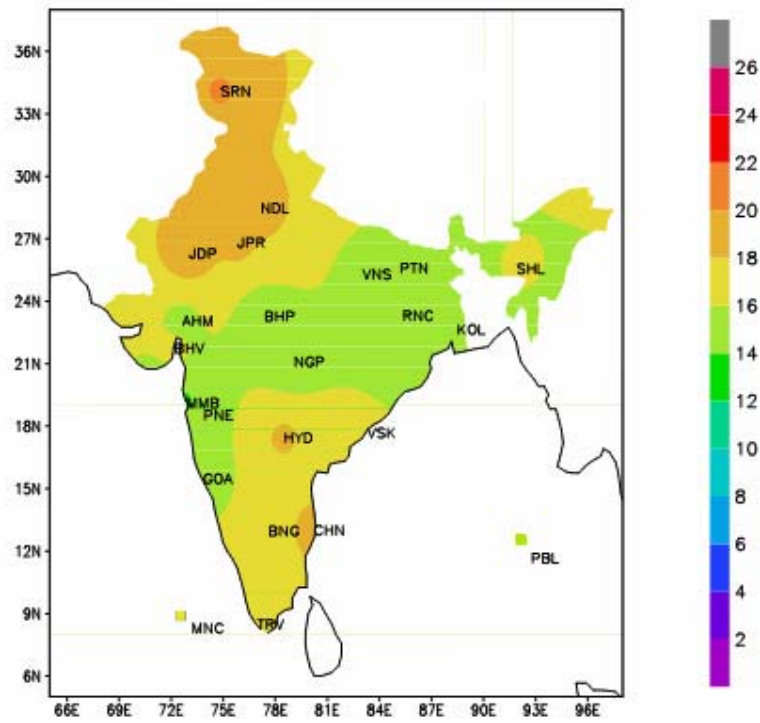 36N
33N
30N
27N
24N
21N
18N
15N
12N
9N
6N
66E 69E 72E 75E 78E 81E 84E 87E 90E 93E 96E
SRN
NDL
JPR
JDP
VNS PTN
SHL
AHM BHP RNC
KOL
BHV
NGP
MMB
PNE
HYD VSK
GOA
BNG CHN
PBL
MNC TRV
26
24
22
20
18
16
14
12
10
8
6
4
2